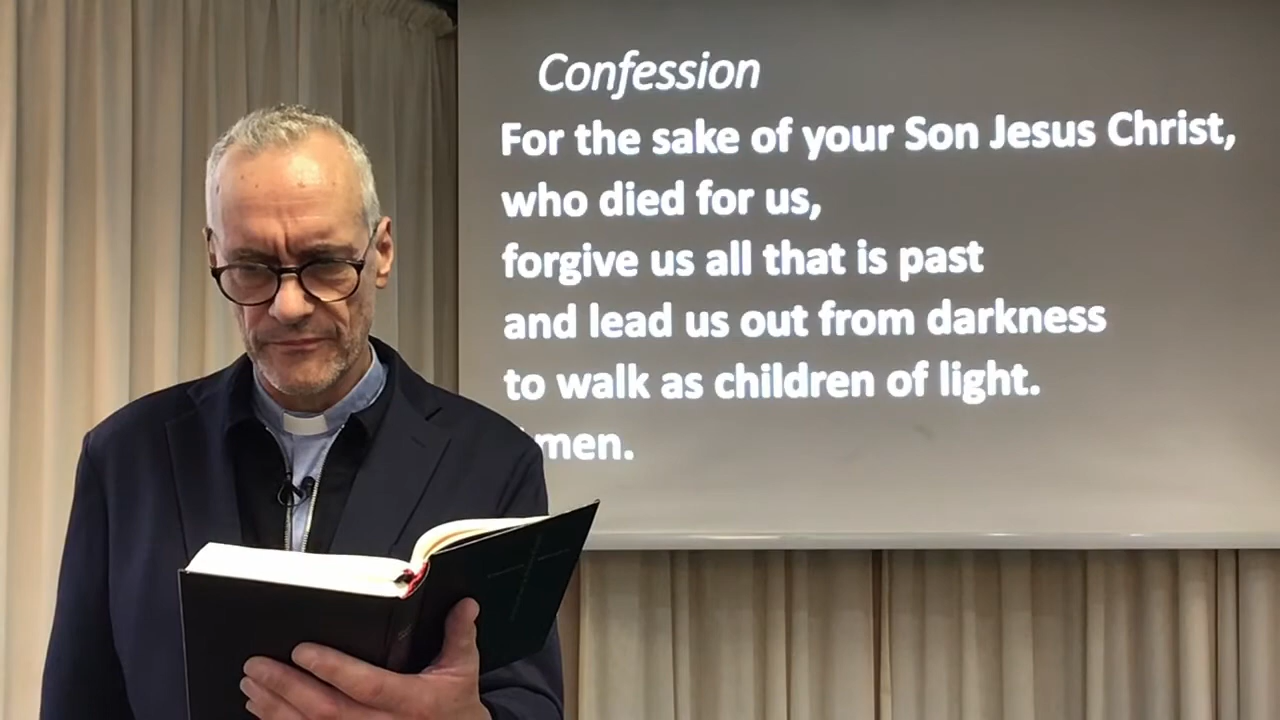 Confession
For the sake of your Son Jesus Christ,
who died for us,
forgive us all that is past
and lead us out from darkness
to walk as children of light.
men.